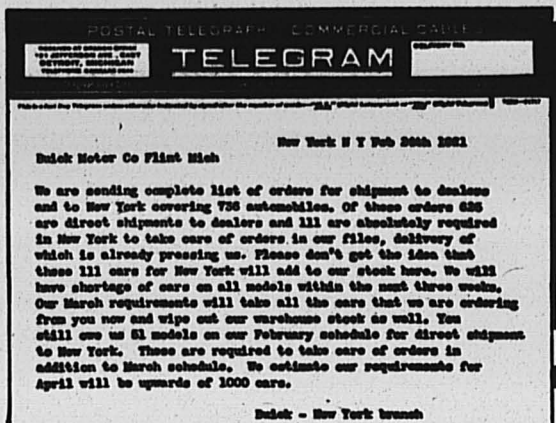 POSTAL TELEGRAPH - COMMERCIAL CABLES
TELEGRAM
DETROIT, MICHIGAN
New York N Y Feb 26th 1921
Buick Motor Co Flint Mich
We are sending complete list of orders for shipment to dealers
and to New York covering 736 automobiles. Of these orders 625
are direct shipments to dealers and 111 are absolutely required
in New York to take care of orders in our files, delivery of
which is already pressing us. Please don't get the idea that
these 111 cars for New York will add to our stock here. We will
have shortage of cars on all models within the next three weeks.
Our March requirements will take all the cars that we are ordering
from you now and wipe out our warehouse stock as well. You
still owe us 51 models on our February schedule for direct shipment
to New York. These are required to take care of orders in
addition to March schedule. We estimate our requirements for
April will be upwards of 1000 cars.
Buick - New York branch